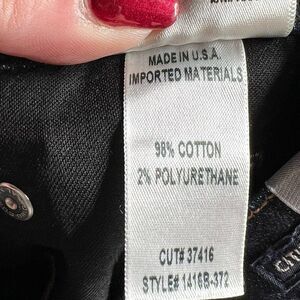 MADE IN U.S.A.
IMPORTED MATERIALS
98% COTTON
2% POLYURETHANE
CUT# 37416
STYLE# 1416B-372